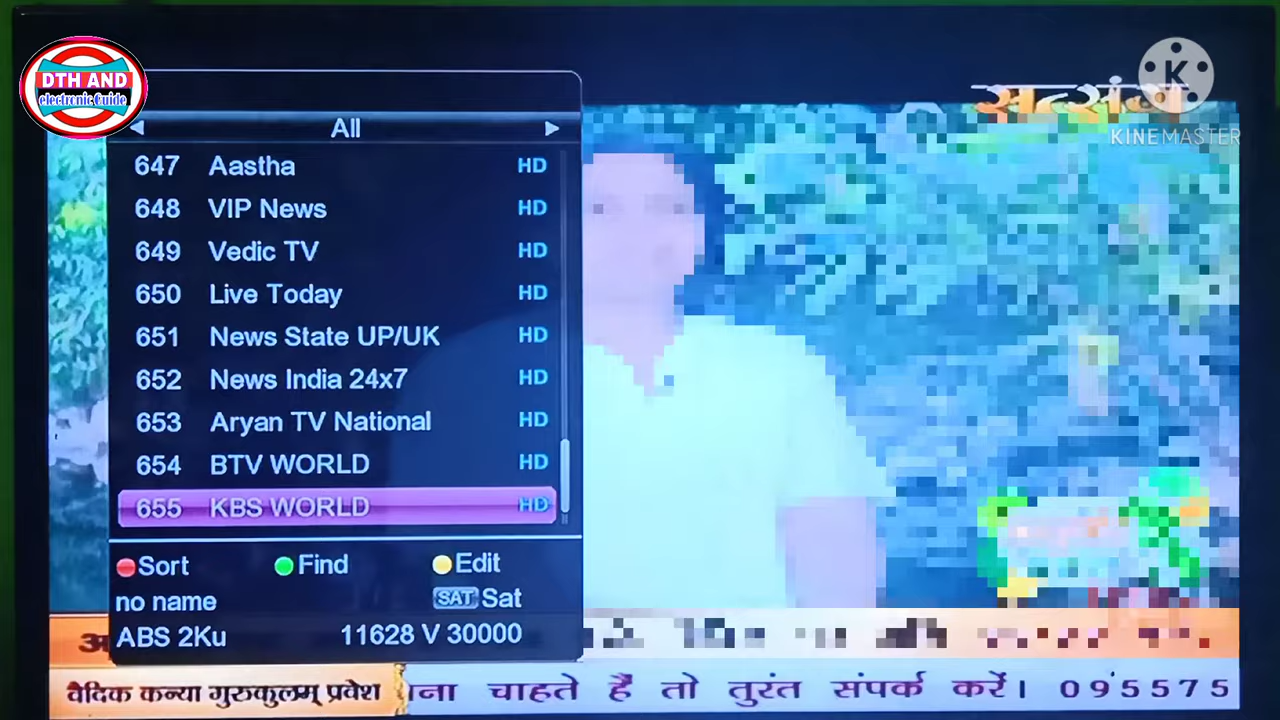 DTH AND
electronic Guide
K
KINEMASTER
सत्संग
All
647 Aastha HD
648 VIP News HD
649 Vedic TV HD
650 Live Today HD
651 News State UP/UK HD
652 News India 24x7 HD
653 Aryan TV National HD
654 BTV WORLD HD
655 KBS WORLD HD
Sort Find Edit
no name SAT Sat
ABS 2Ku 11628 V 30000
वैदिक कन्या गुरुकुलम् प्रवेश
चाहते हैं तो तुरंत संपर्क करें। 095575